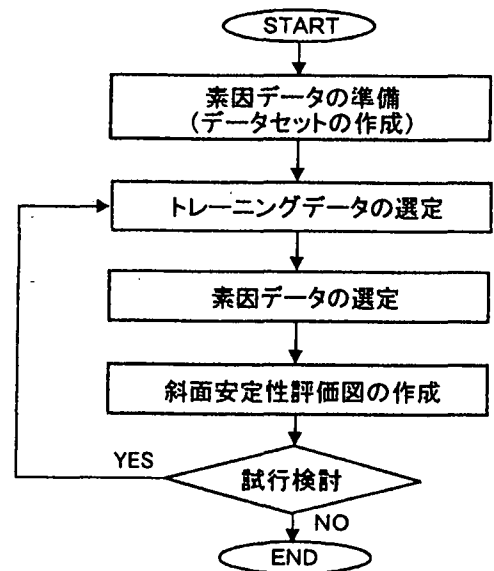 START
素因データの準備
(データセットの作成)
トレーニングデータの選定
素因データの選定
斜面安定性評価図の作成
試行検討
YES
NO
END